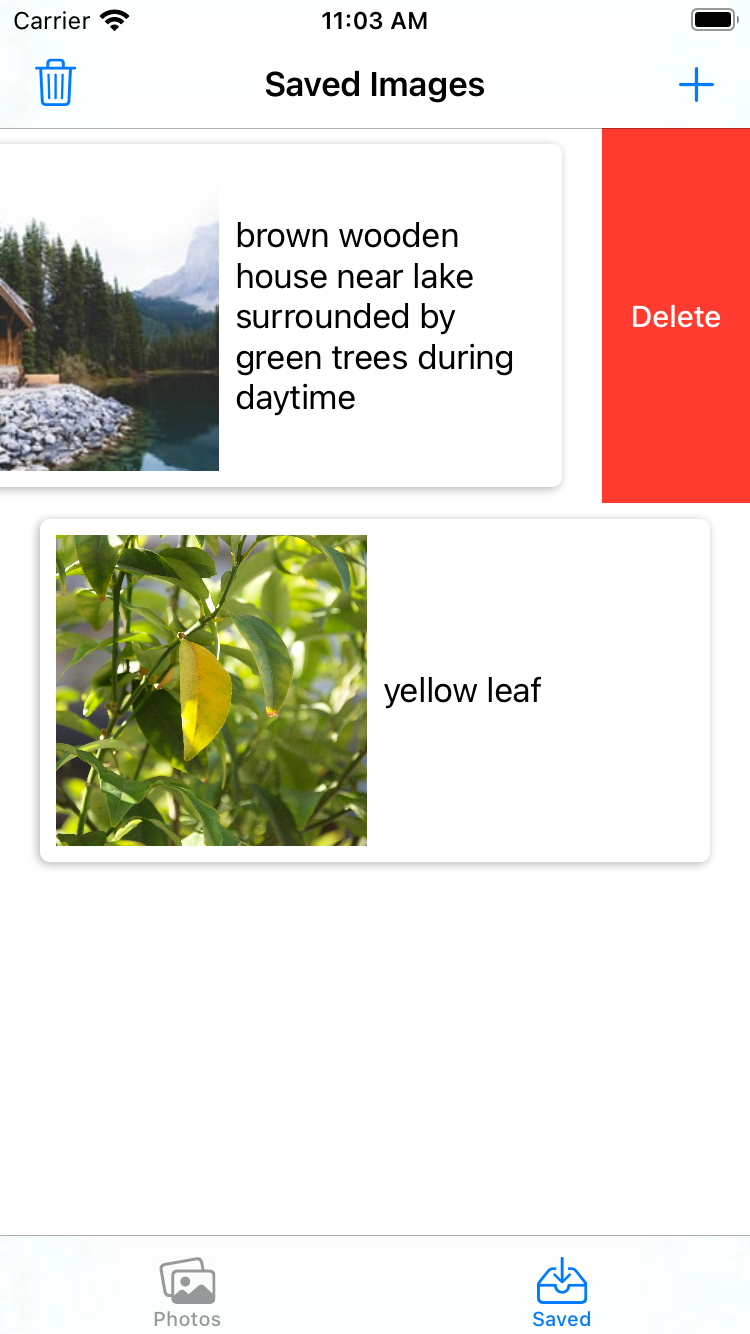 Carrier 11:03 AM
Saved Images
brown wooden
house near lake
surrounded by
green trees during
daytime
Delete
yellow leaf
Photos Saved